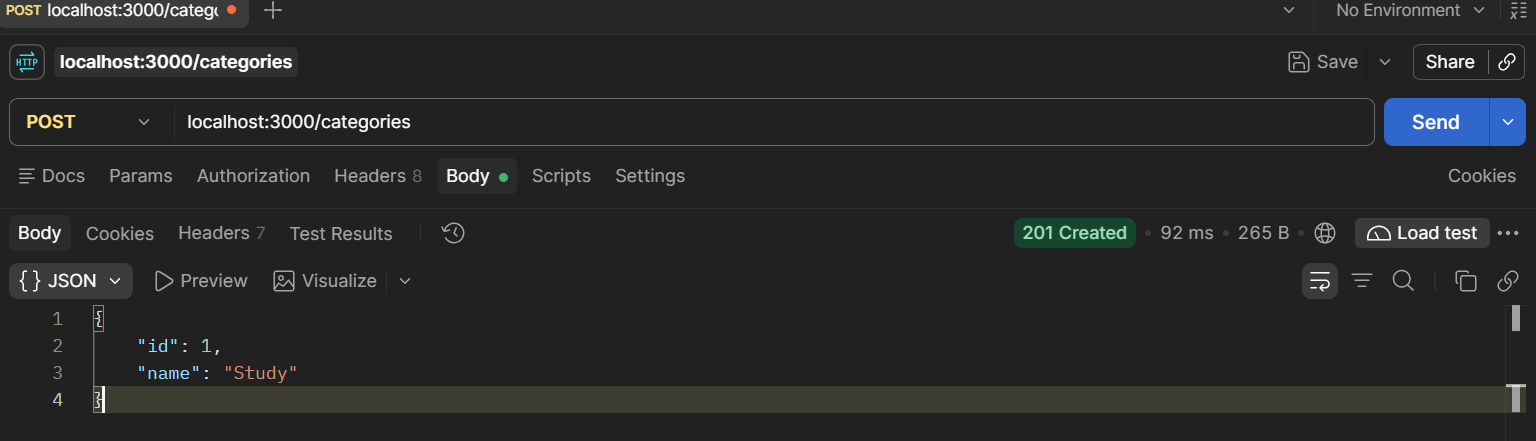 POST localhost:3000/categ No Environment
HTTP localhost:3000/categories Save Share
POST localhost:3000/categories Send
Docs Params Authorization Headers 8 Body Scripts Settings Cookies
Body Cookies Headers 7 Test Results 201 Created 92 ms 265 B Load test
{} JSON Preview Visualize
1 {
2 "id": 1,
3 "name": "Study"
4 }